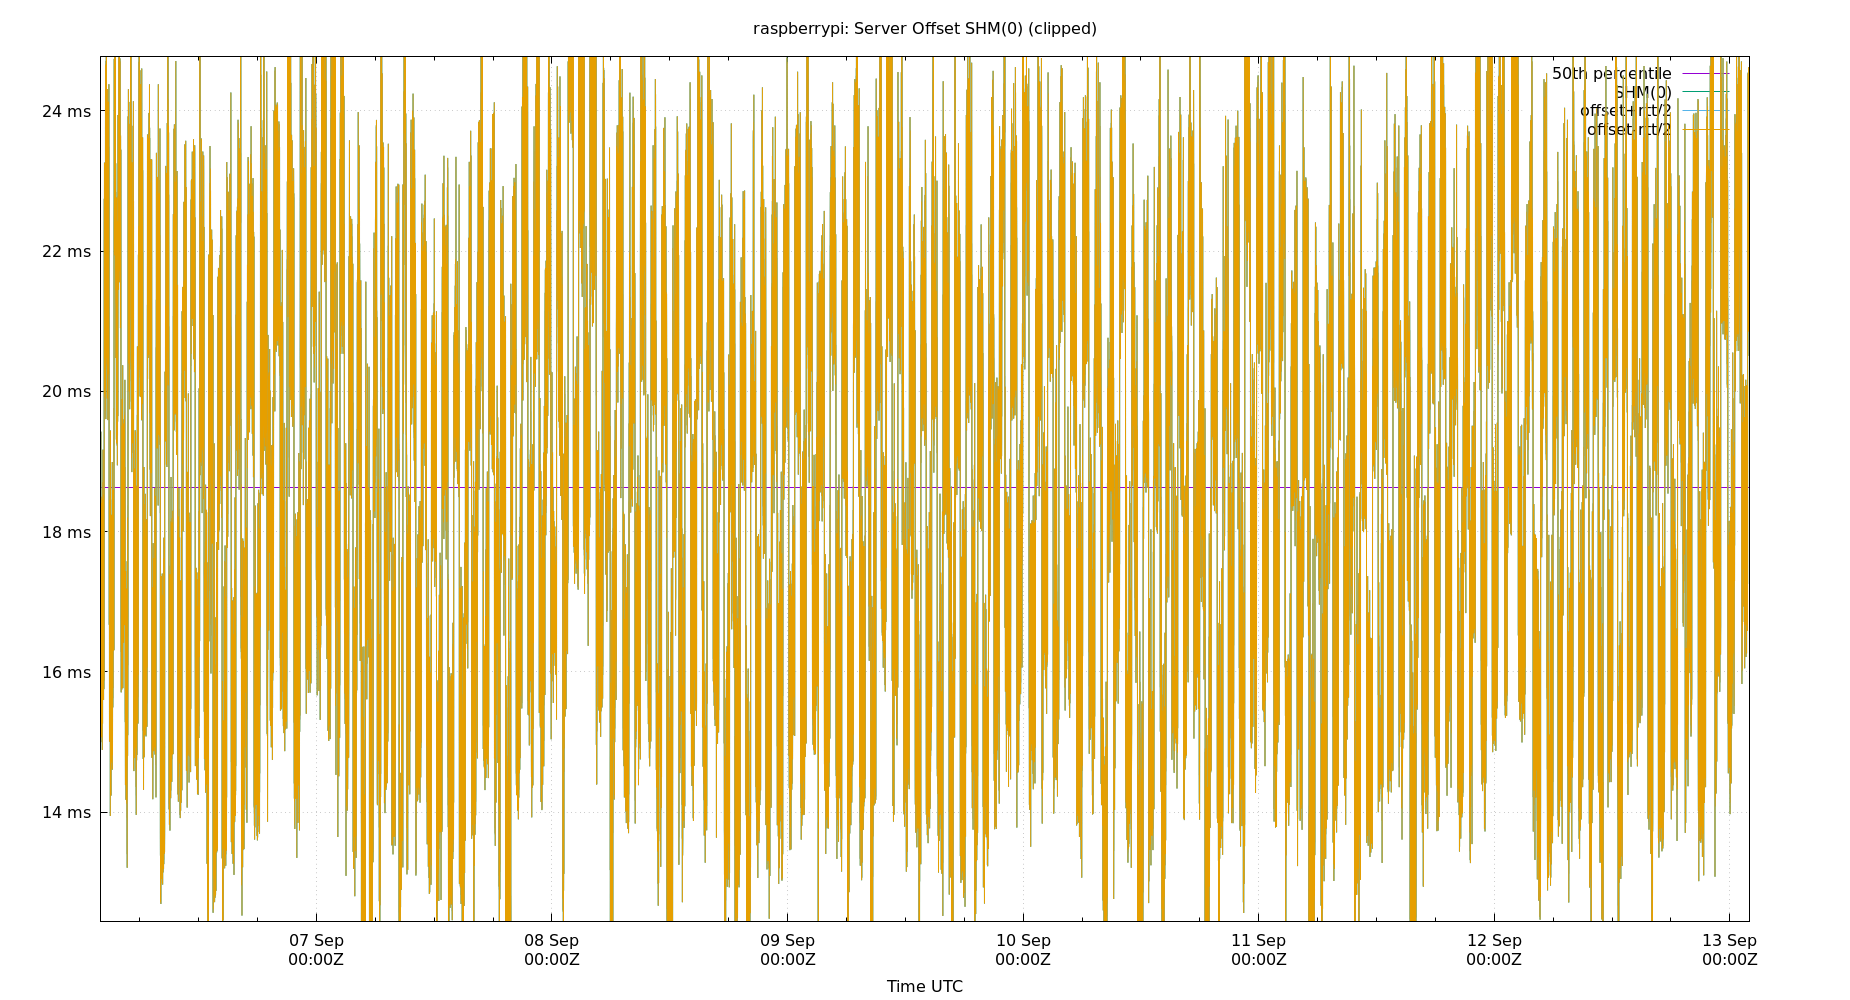 raspberrypi: Server Offset SHM(0) (clipped)
50th percentile
SHM(0)
offset+rtt/2
offset-rtt/2
24 ms
22 ms
20 ms
18 ms
16 ms
14 ms
07 Sep 08 Sep 09 Sep 10 Sep 11 Sep 12 Sep 13 Sep
00:00Z 00:00Z 00:00Z 00:00Z 00:00Z 00:00Z 00:00Z
Time UTC